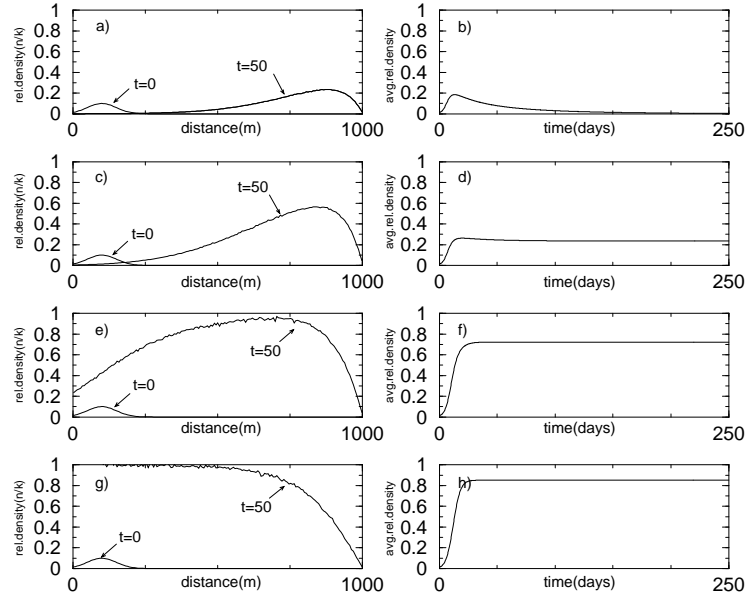 rel.density(n/k)
1
0.8
0.6
0.4
0.2
0
a)
t=0
t=50
0
distance(m)
1000
avg.rel.density
1
0.8
0.6
0.4
0.2
0
b)
0
time(days)
250
rel.density(n/k)
1
0.8
0.6
0.4
0.2
0
c)
t=0
t=50
0
distance(m)
1000
avg.rel.density
1
0.8
0.6
0.4
0.2
0
d)
0
time(days)
250
rel.density(n/k)
1
0.8
0.6
0.4
0.2
0
e)
t=0
t=50
0
distance(m)
1000
avg.rel.density
1
0.8
0.6
0.4
0.2
0
f)
0
time(days)
250
rel.density(n/k)
1
0.8
0.6
0.4
0.2
0
g)
t=0
t=50
0
distance(m)
1000
avg.rel.density
1
0.8
0.6
0.4
0.2
0
h)
0
time(days)
250